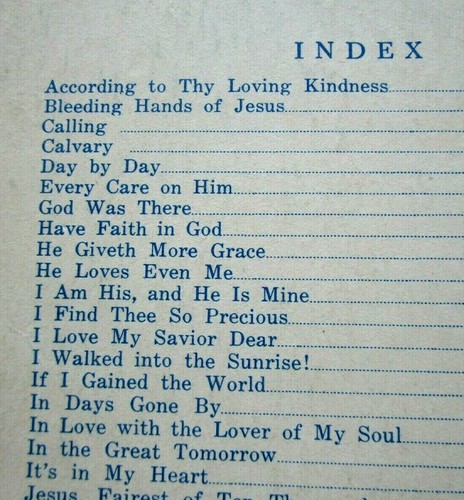 INDEX
According to Thy Loving Kindness
Bleeding Hands of Jesus
Calling
Calvary
Day by Day
Every Care on Him
God Was There
Have Faith in God
He Giveth More Grace
He Loves Even Me
I Am His, and He Is Mine
I Find Thee So Precious
I Love My Savior Dear
I Walked into the Sunrise!
If I Gained the World
In Days Gone By
In Love with the Lover of My Soul
In the Great Tomorrow
It's in My Heart
Jesus, Fairest of Ten